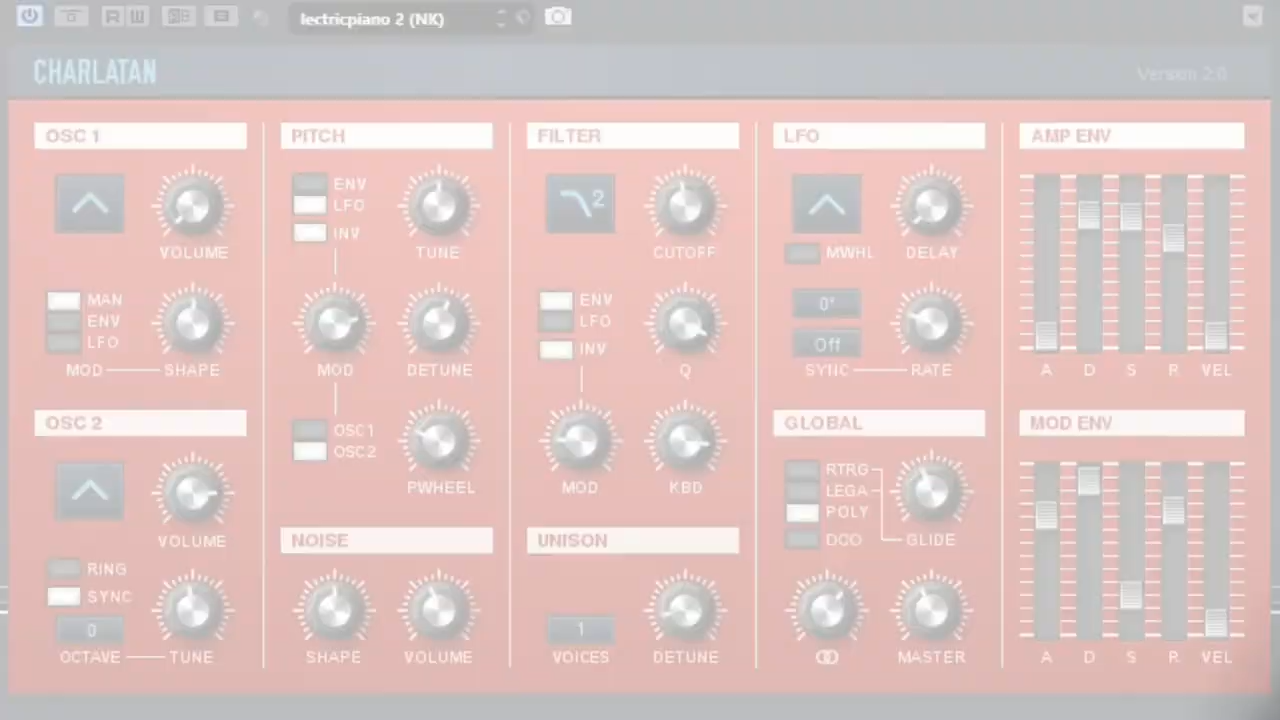 R W
lectricpiano 2 (NK)
CHARLATAN
Version 2.0
OSC 1
VOLUME
MAN
ENV
LFO
MOD
SHAPE
OSC 2
VOLUME
RING
SYNC
0
OCTAVE
TUNE
PITCH
ENV
LFO
INV
TUNE
MOD
DETUNE
OSC1
OSC2
PWHEEL
NOISE
SHAPE
VOLUME
FILTER
2
CUTOFF
ENV
LFO
INV
Q
MOD
KBD
UNISON
1
VOICES
DETUNE
LFO
MWHL
DELAY
0°
Off
SYNC
RATE
GLOBAL
RTRG
LEGA
POLY
DCO
GLIDE
MASTER
AMP ENV
A D S R VEL
MOD ENV
A D S R VEL